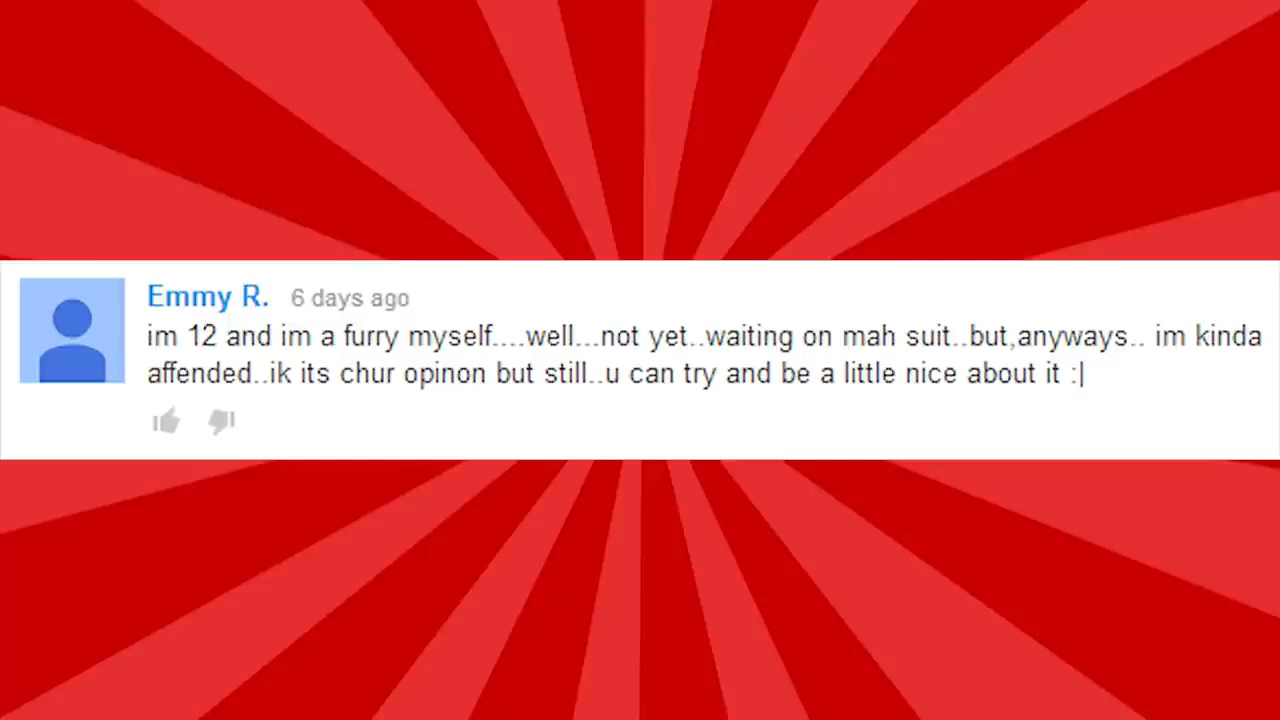 Emmy R. 6 days ago
im 12 and im a furry myself....well...not yet..waiting on mah suit..but,anyways.. im kinda
affended..ik its chur opinon but still..u can try and be a little nice about it :|